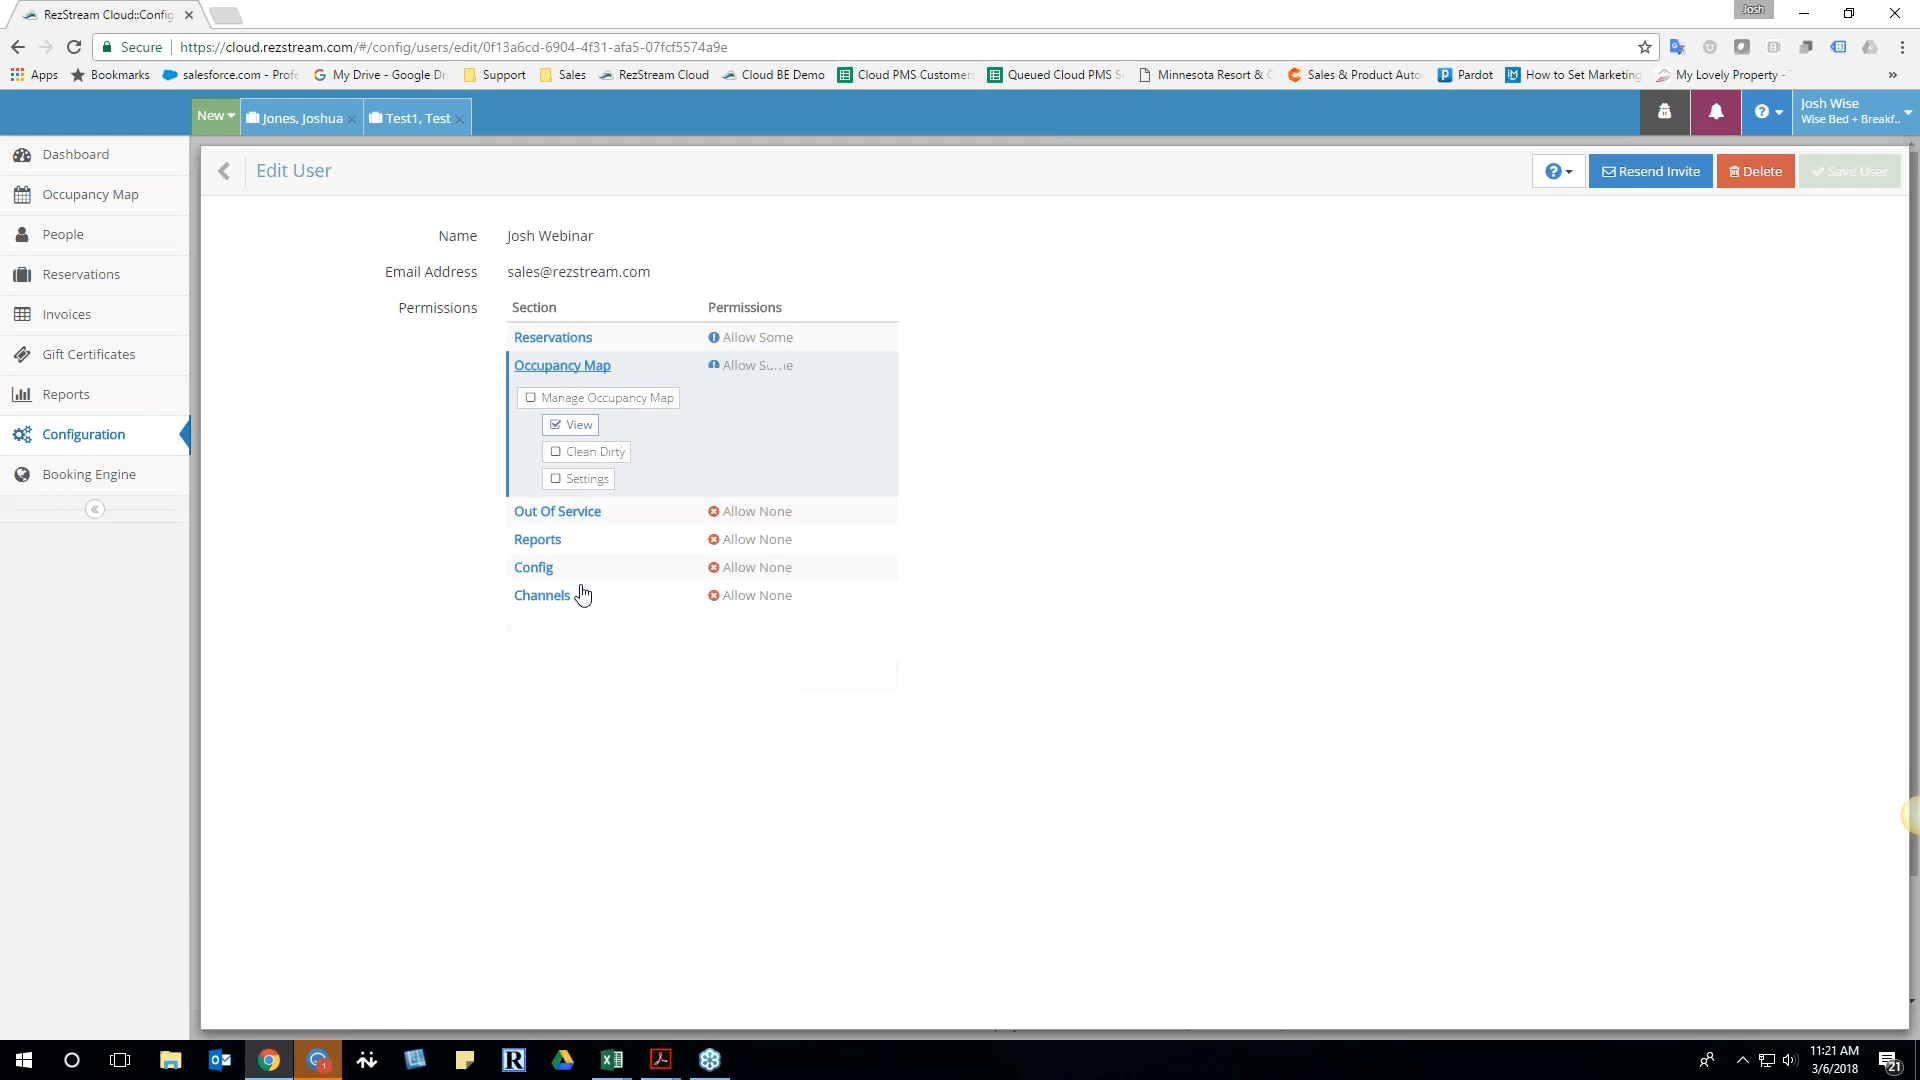 RezStream Cloud::Config-
Josh
Secure
https://cloud.rezstream.com/#/config/users/edit/0f13a6cd-6904-4f31-afa5-07fcf5574a9e
Apps Bookmarks salesforce.com - Profe My Drive - Google Dr Support Sales RezStream Cloud Cloud BE Demo Cloud PMS Customer Queued Cloud PMS S Minnesota Resort & C Sales & Product Auto Pardot How to Set Marketing My Lovely Property - »
New Jones, Joshua Test1, Test
Josh Wise
Wise Bed + Breakf..
Dashboard
Occupancy Map
People
Reservations
Invoices
Gift Certificates
Reports
Configuration
Booking Engine
Edit User
Resend Invite Delete Save User
Name Josh Webinar
Email Address sales@rezstream.com
Permissions Section Permissions
Reservations Allow Some
Occupancy Map Allow Some
Manage Occupancy Map
View
Clean Dirty
Settings
Out Of Service Allow None
Reports Allow None
Config Allow None
Channels Allow None
11:21 AM
3/6/2018
21